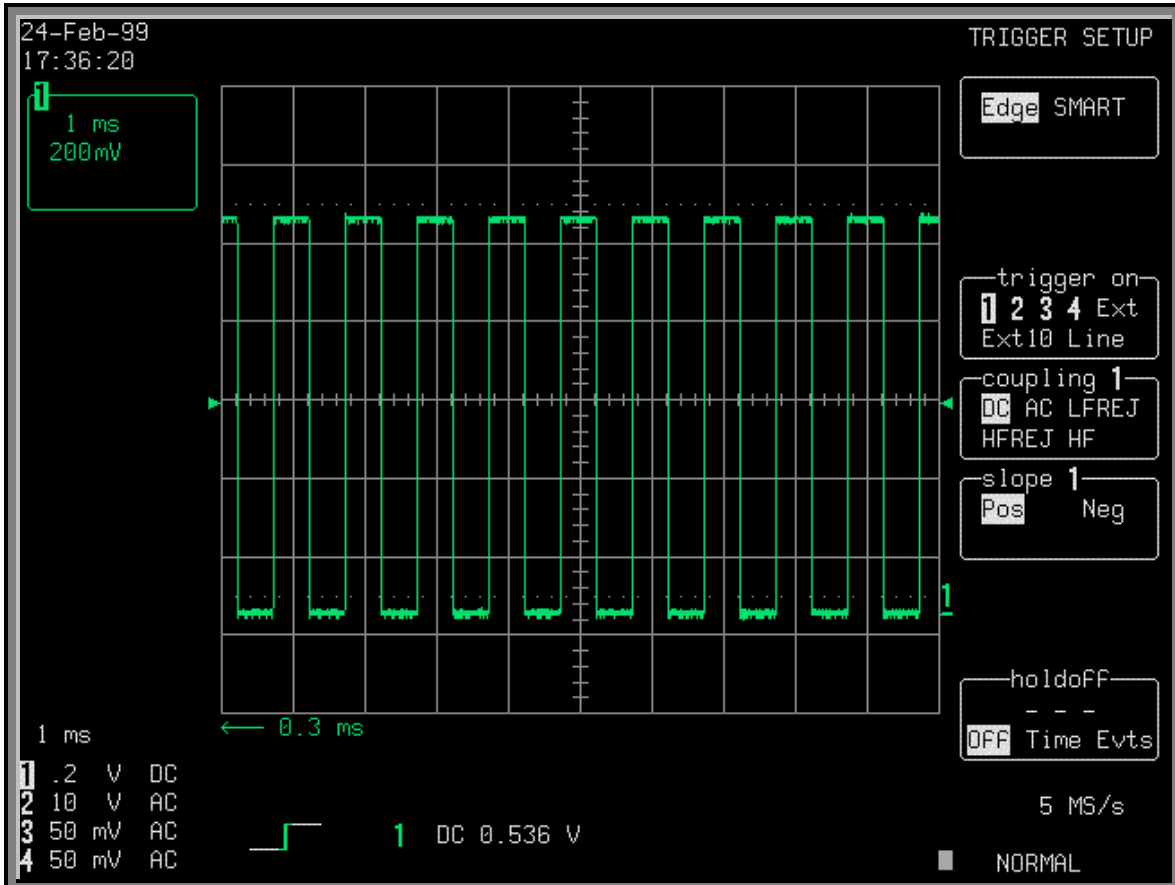 24-Feb-99
17:36:20
TRIGGER SETUP
1
1 ms
200mV
Edge SMART
trigger on
1 2 3 4 Ext
Ext10 Line
coupling 1
DC AC LFREJ
HFREJ HF
slope 1
Pos Neg
1
holdoff
- - -
OFF Time Evts
← 0.3 ms
1 ms
1 .2 V DC
2 10 V AC
3 50 mV AC
4 50 mV AC
1 DC 0.536 V
5 MS/s
NORMAL